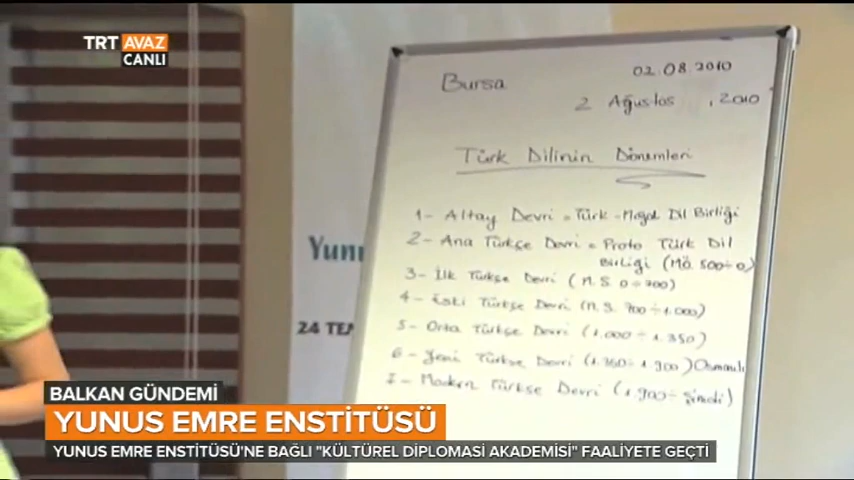 TRT AVAZ
CANLI
Bursa
02.08.2010
2 Ağustos , 2010
Türk Dilinin Dönemleri
1- Altay Devri = Türk-Moğol Dil Birliği
2- Ana Türkçe Devri = Proto Türk Dil
Birliği (MÖ. 500÷0)
3- İlk Türkçe Devri (M.S. 0÷700)
4- Eski Türkçe Devri (M.S. 700÷1.000)
5- Orta Türkçe Devri (1.000÷1.350)
6- Yeni Türkçe Devri (1.350÷1.900) Osmanlı
7- Modern Türkçe Devri (1.900÷şimdi)
24
BALKAN GÜNDEMİ
YUNUS EMRE ENSTİTÜSÜ
YUNUS EMRE ENSTİTÜSÜ'NE BAĞLI "KÜLTÜREL DİPLOMASİ AKADEMİSİ" FAALİYETE GEÇTİ